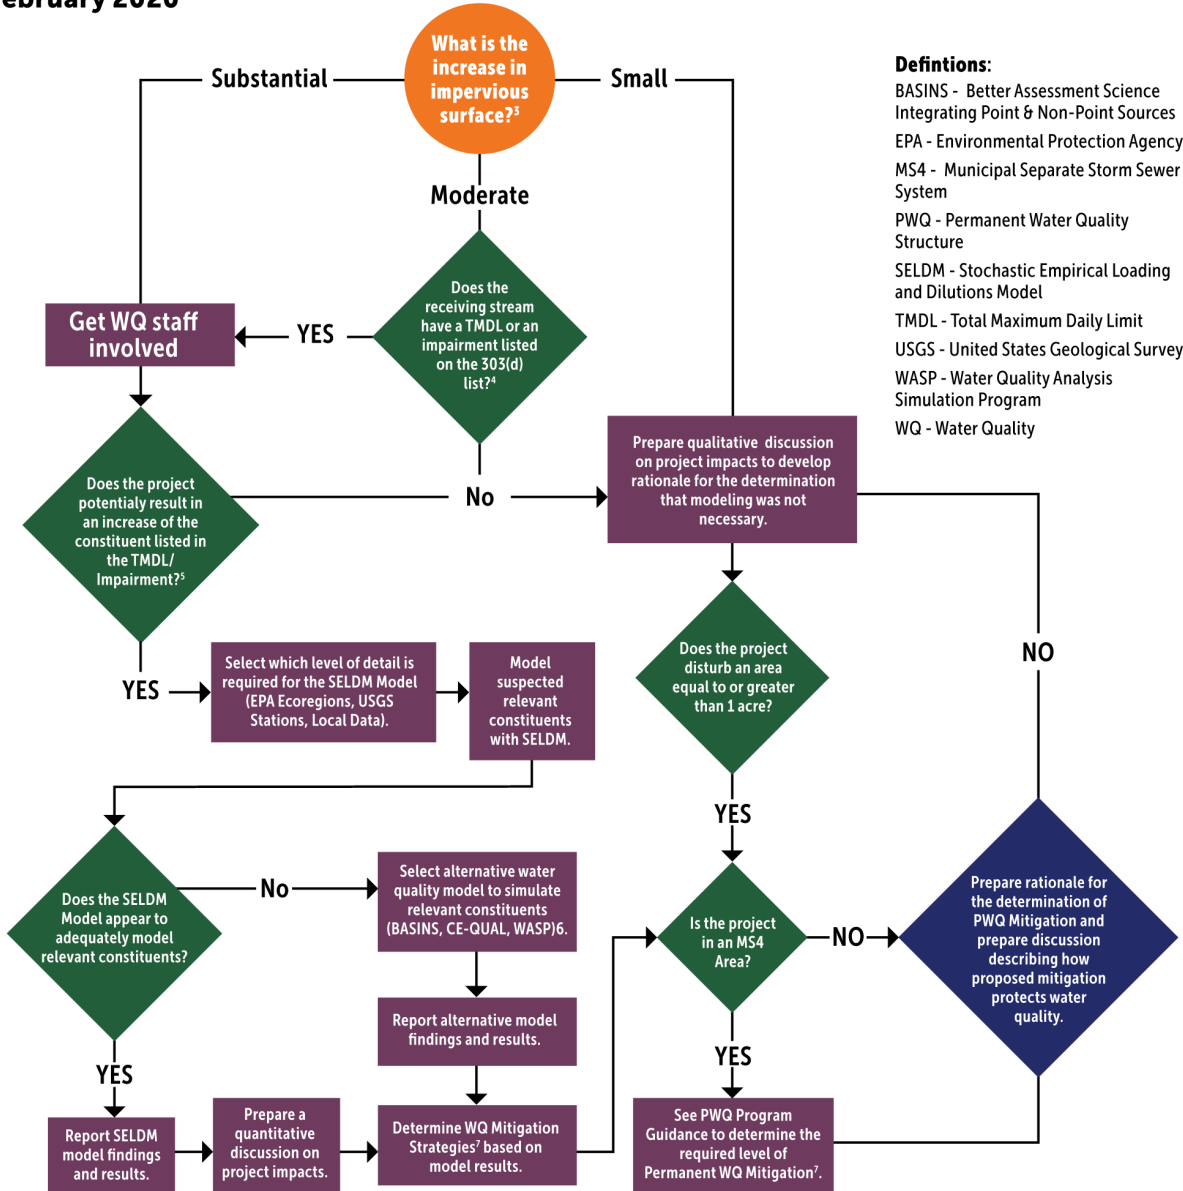 February 2020
What is the
increase in
impervious
surface?³
Substantial
Small
Moderate
Defintions:
BASINS - Better Assessment Science
Integrating Point & Non-Point Sources
EPA - Environmental Protection Agency
MS4 - Municipal Separate Storm Sewer
System
PWQ - Permanent Water Quality
Structure
SELDM - Stochastic Empirical Loading
and Dilutions Model
TMDL - Total Maximum Daily Limit
USGS - United States Geological Survey
WASP - Water Quality Analysis
Simulation Program
WQ - Water Quality
Does the
receiving stream
have a TMDL or an
impairment listed
on the 303(d)
list?⁴
YES
Get WQ staff
involved
No
Does the project
potentialy result in
an increase of the
constituent listed in
the TMDL/
Impairment?⁵
Prepare qualitative discussion
on project impacts to develop
rationale for the determination
that modeling was not
necessary.
YES
Select which level of detail is
required for the SELDM Model
(EPA Ecoregions, USGS
Stations, Local Data).
Model
suspected
relevant
constituents
with SELDM.
Does the project
disturb an area
equal to or greater
than 1 acre?
NO
YES
Does the SELDM
Model appear to
adequately model
relevant constituents?
No
Select alternative water
quality model to simulate
relevant constituents
(BASINS, CE-QUAL, WASP)6.
Is the project
in an MS4
Area?
NO
Prepare rationale for
the determination of
PWQ Mitigation and
prepare discussion
describing how
proposed mitigation
protects water
quality.
Report alternative model
findings and results.
YES
YES
Report SELDM
model findings
and results.
Prepare a
quantitative
discussion on
project impacts.
Determine WQ Mitigation
Strategies⁷ based on
model results.
See PWQ Program
Guidance to determine the
required level of
Permanent WQ Mitigation⁷.